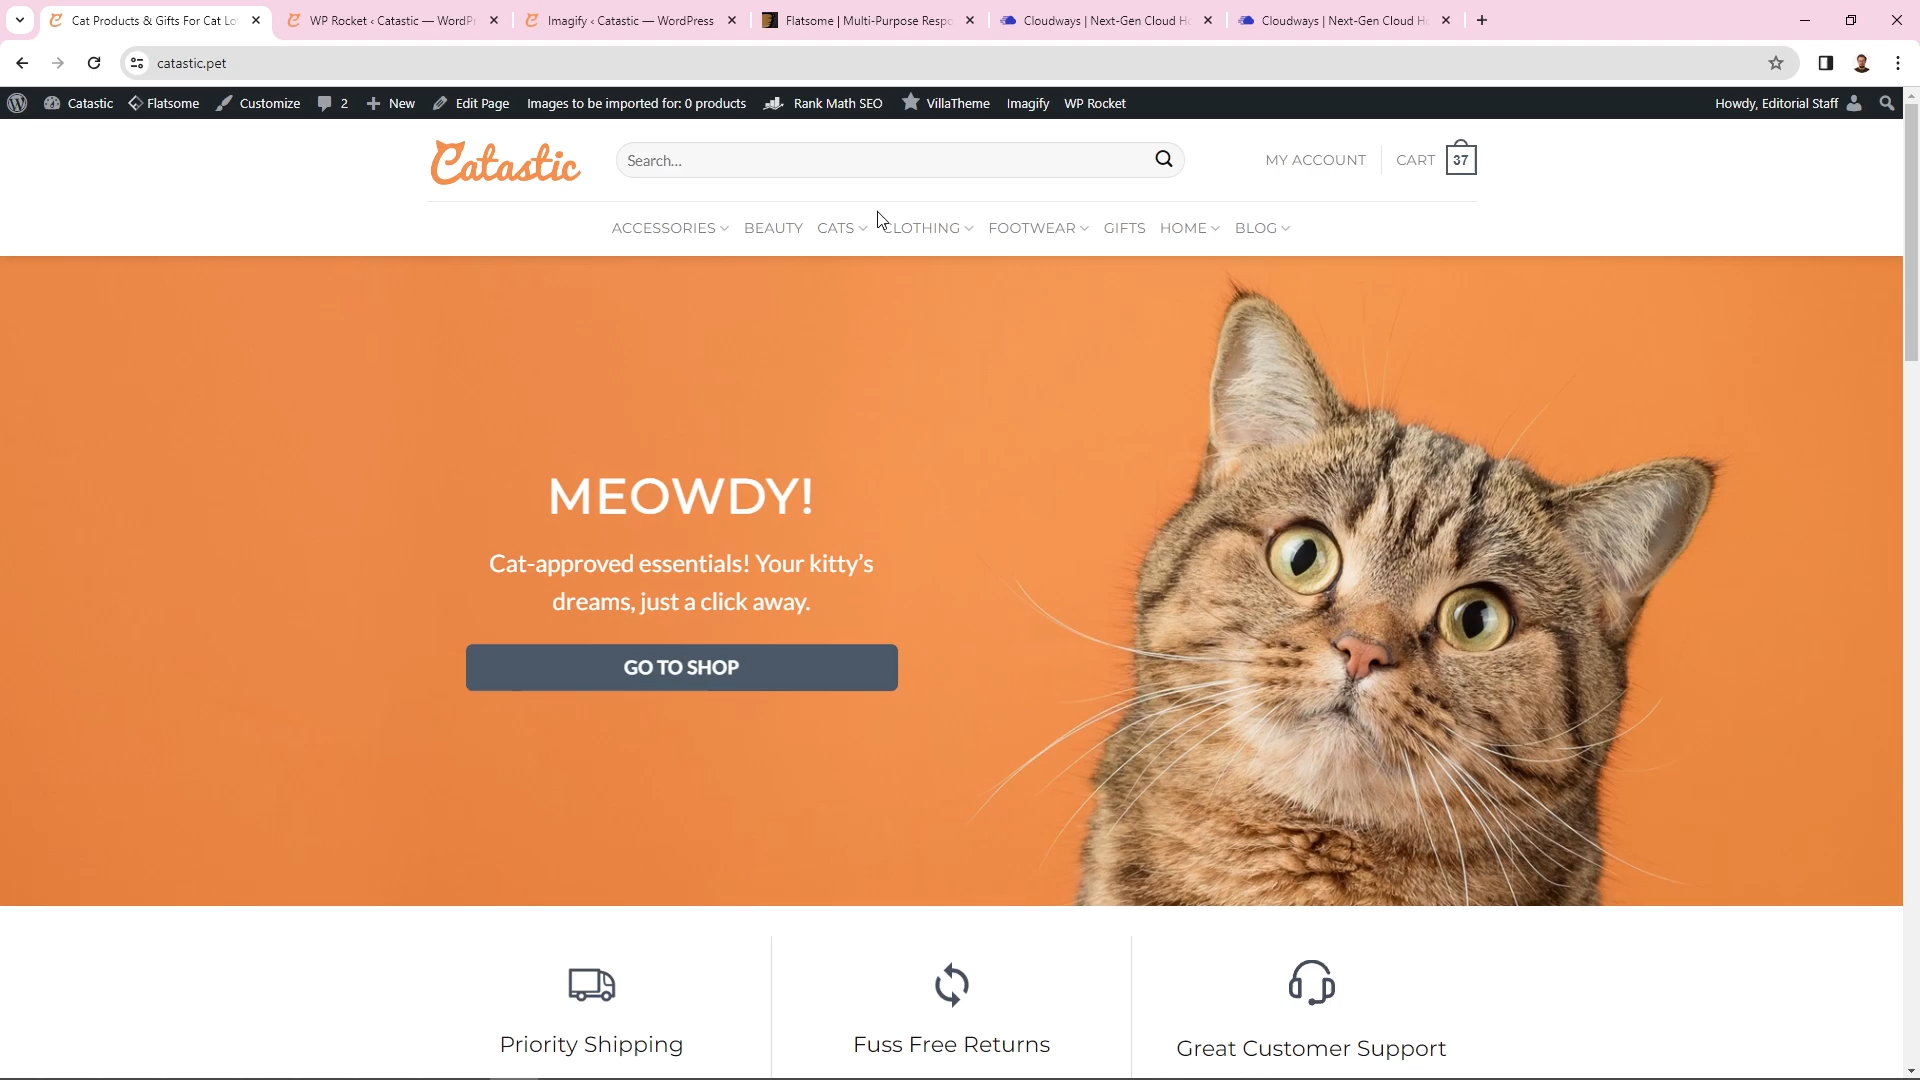 Cat Products & Gifts For Cat Lo
WP Rocket ‹ Catastic — WordPr
Imagify ‹ Catastic — WordPress
Flatsome | Multi-Purpose Respo
Cloudways | Next-Gen Cloud Ho
Cloudways | Next-Gen Cloud H
catastic.pet
Catastic
Flatsome
Customize
2
New
Edit Page
Images to be imported for: 0 products
Rank Math SEO
VillaTheme
Imagify
WP Rocket
Howdy, Editorial Staff
Catastic
Search...
MY ACCOUNT
CART
37
ACCESSORIES
BEAUTY
CATS
CLOTHING
FOOTWEAR
GIFTS
HOME
BLOG
MEOWDY!
Cat-approved essentials! Your kitty’s
dreams, just a click away.
GO TO SHOP
Priority Shipping
Fuss Free Returns
Great Customer Support